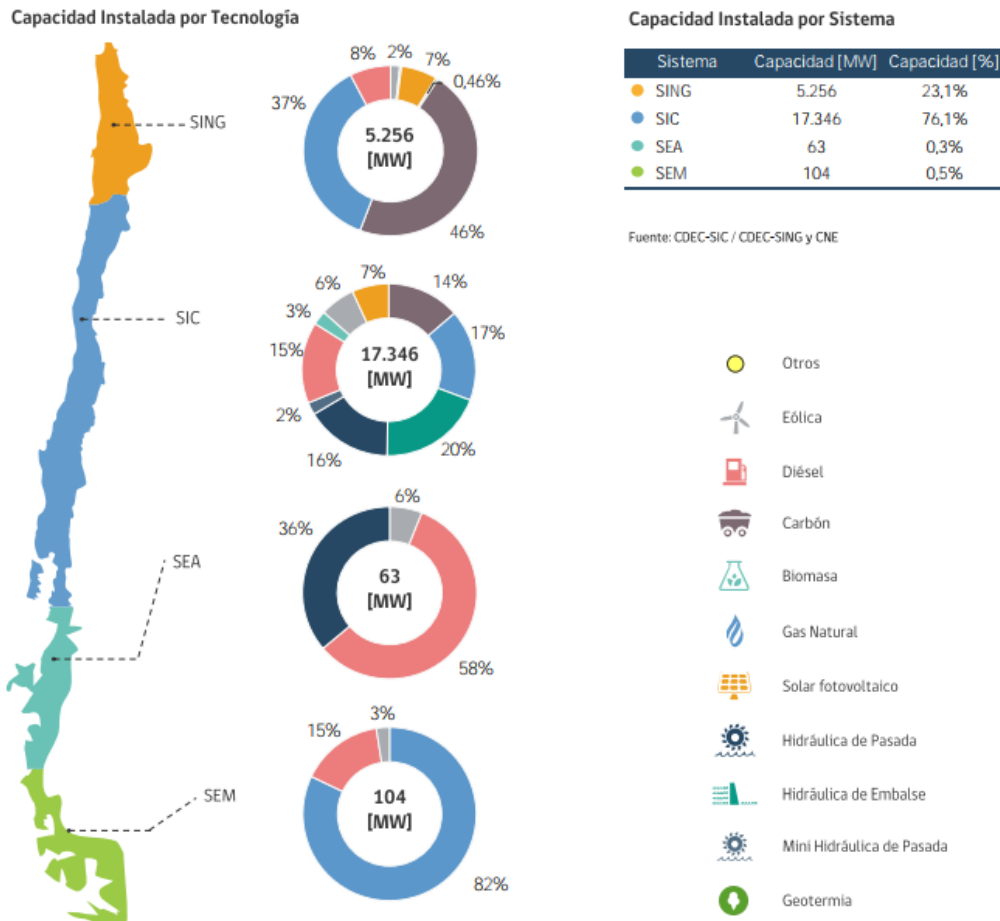 Capacidad Instalada por Tecnología
SING
SIC
SEA
SEM
8%
2%
7%
0,46%
37%
5.256
[MW]
46%
6%
7%
14%
3%
17%
15%
17.346
[MW]
2%
16%
20%
6%
36%
63
[MW]
58%
3%
15%
104
[MW]
82%
Capacidad Instalada por Sistema
Sistema Capacidad [MW] Capacidad [%]
SING 5.256 23,1%
SIC 17.346 76,1%
SEA 63 0,3%
SEM 104 0,5%
Fuente: CDEC-SIC / CDEC-SING y CNE
Otros
Eólica
Diésel
Carbón
Biomasa
Gas Natural
Solar fotovoltaico
Hidráulica de Pasada
Hidráulica de Embalse
Mini Hidráulica de Pasada
Geotermia